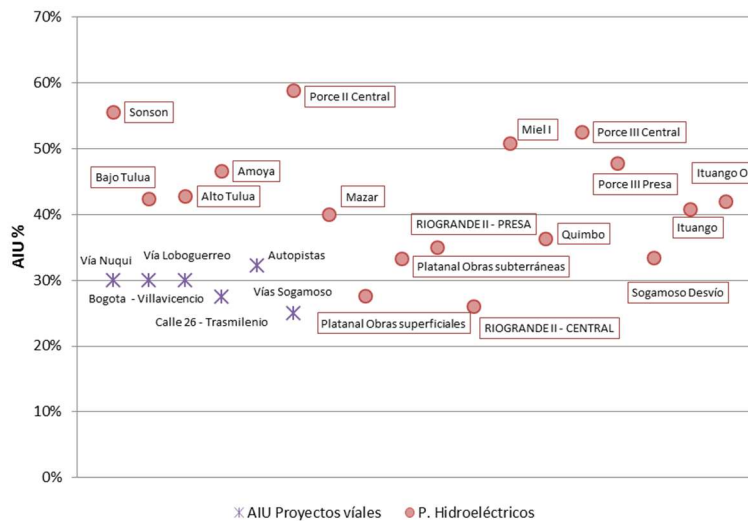 70%
60%
50%
40%
30%
20%
10%
0%
AIU %
Sonson
Porce II Central
Miel I
Porce III Central
Bajo Tulua
Amoya
Alto Tulua
Mazar
Porce III Presa
Ituango O
Ituango
RIOGRANDE II - PRESA
Quimbo
Vía Nuqui
Vía Loboguerreo
Autopistas
Platanal Obras subterráneas
Sogamoso Desvío
Bogota - Villavicencio
Vías Sogamoso
Calle 26 - Trasmilenio
Platanal Obras superficiales
RIOGRANDE II - CENTRAL
AIU Proyectos víales
P. Hidroeléctricos